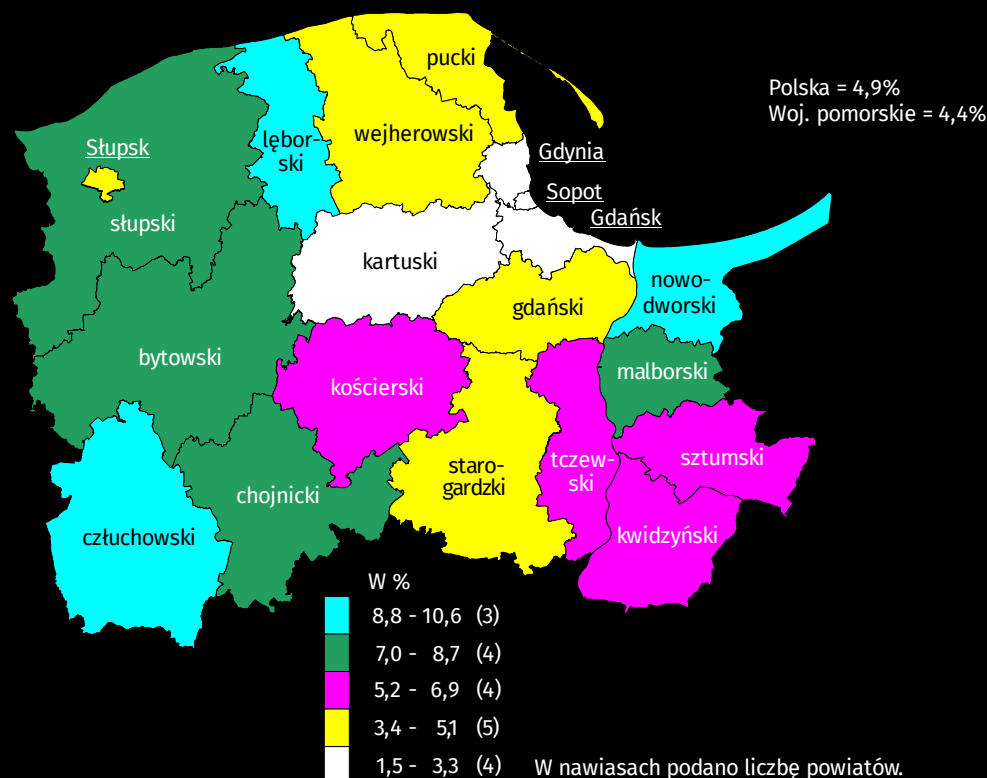 pucki
Polska = 4,9%
Woj. pomorskie = 4,4%
wejherowski
lębor-
ski
Słupsk
Gdynia
Sopot
Gdańsk
słupski
kartuski
nowo-
dworski
gdański
bytowski
kościerski
malborski
staro-
gardzki
tczew-
ski
sztumski
chojnicki
człuchowski
kwidzyński
W %
8,8 - 10,6 (3)
7,0 - 8,7 (4)
5,2 - 6,9 (4)
3,4 - 5,1 (5)
1,5 - 3,3 (4)
W nawiasach podano liczbę powiatów.